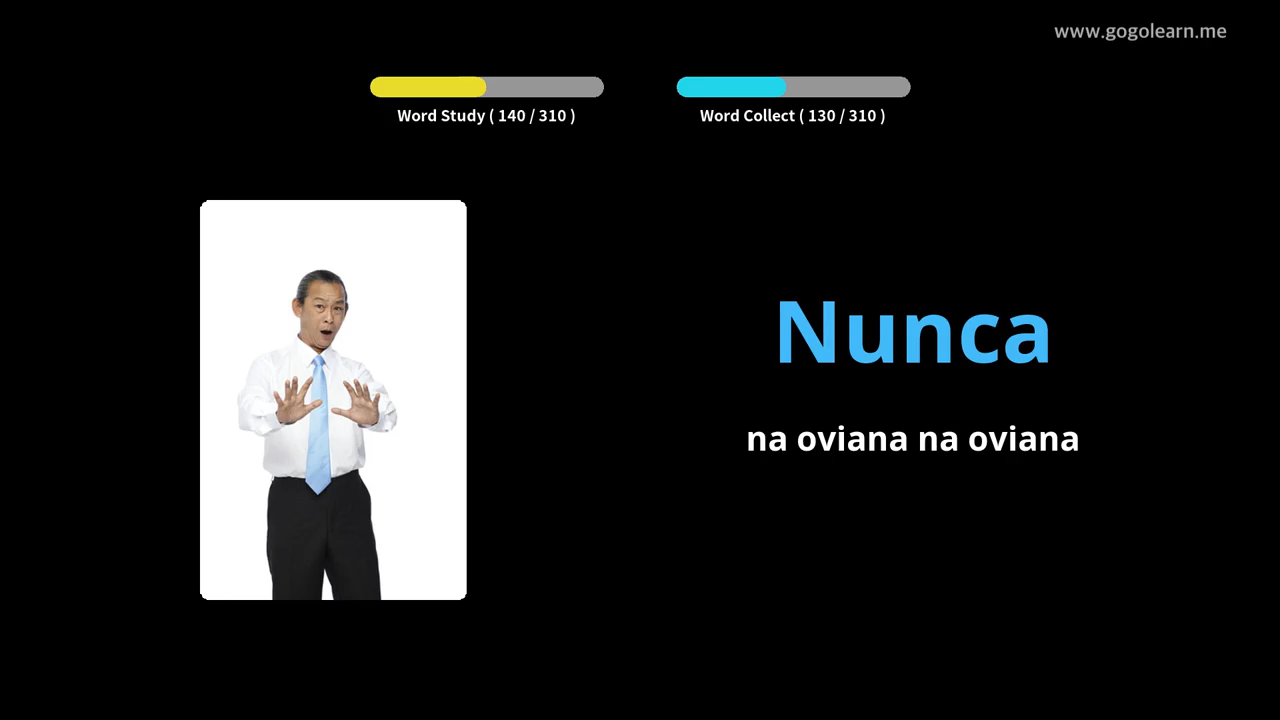 www.gogolearn.me
Word Study ( 140 / 310 )
Word Collect ( 130 / 310 )
Nunca
na oviana na oviana